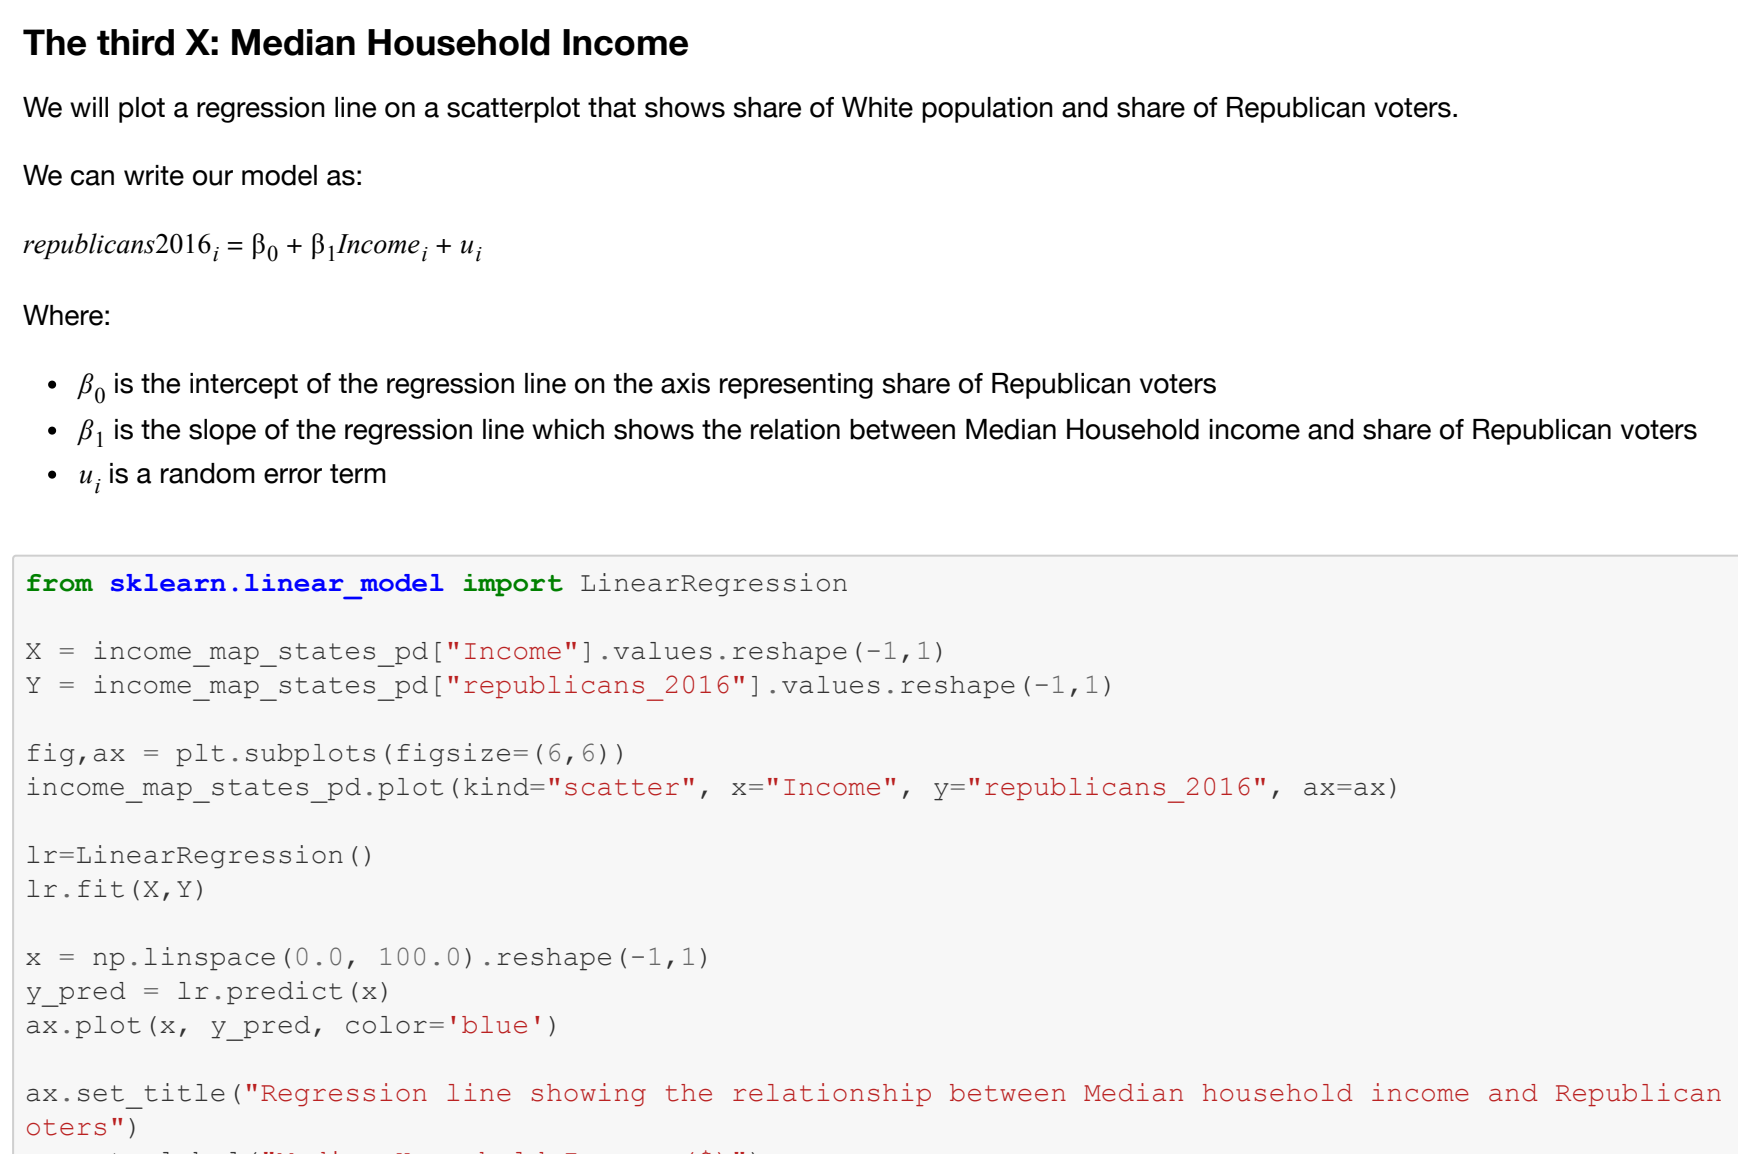 The third X: Median Household Income
We will plot a regression line on a scatterplot that shows share of White population and share of Republican voters.
We can write our model as:
republicans2016ᵢ = β₀ + β₁Incomeᵢ + uᵢ
Where:
• β₀ is the intercept of the regression line on the axis representing share of Republican voters
• β₁ is the slope of the regression line which shows the relation between Median Household income and share of Republican voters
• uᵢ is a random error term
from sklearn.linear_model import LinearRegression
X = income_map_states_pd["Income"].values.reshape(-1,1)
Y = income_map_states_pd["republicans_2016"].values.reshape(-1,1)
fig,ax = plt.subplots(figsize=(6,6))
income_map_states_pd.plot(kind="scatter", x="Income", y="republicans_2016", ax=ax)
lr=LinearRegression()
lr.fit(X,Y)
x = np.linspace(0.0, 100.0).reshape(-1,1)
y_pred = lr.predict(x)
ax.plot(x, y_pred, color='blue')
ax.set_title("Regression line showing the relationship between Median household income and Republican
oters")